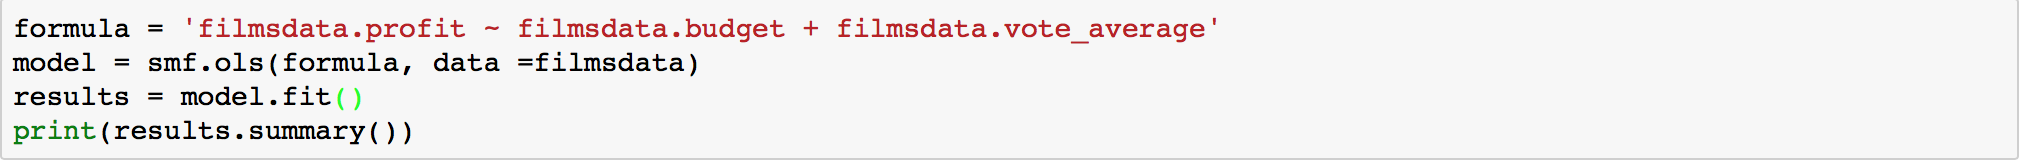 formula = 'filmsdata.profit ~ filmsdata.budget + filmsdata.vote_average'
model = smf.ols(formula, data =filmsdata)
results = model.fit()
print(results.summary())